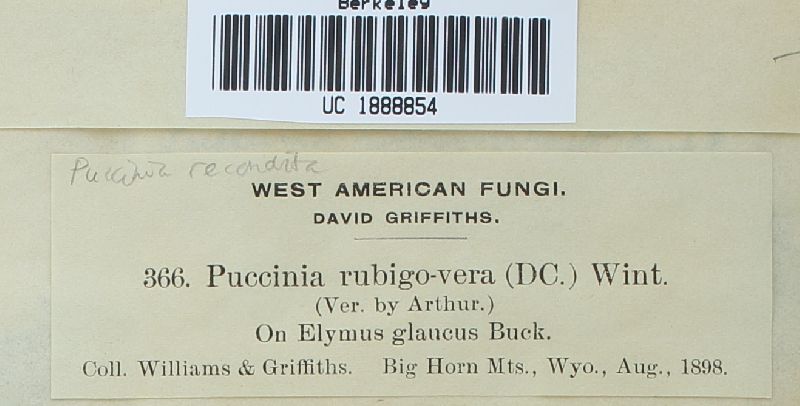 Berkeley
UC 1888854
Puccinia recondita
WEST AMERICAN FUNGI.
DAVID GRIFFITHS.
366. Puccinia rubigo-vera (DC.) Wint.
(Ver. by Arthur.)
On Elymus glaucus Buck.
Coll. Williams & Griffiths. Big Horn Mts., Wyo., Aug., 1898.